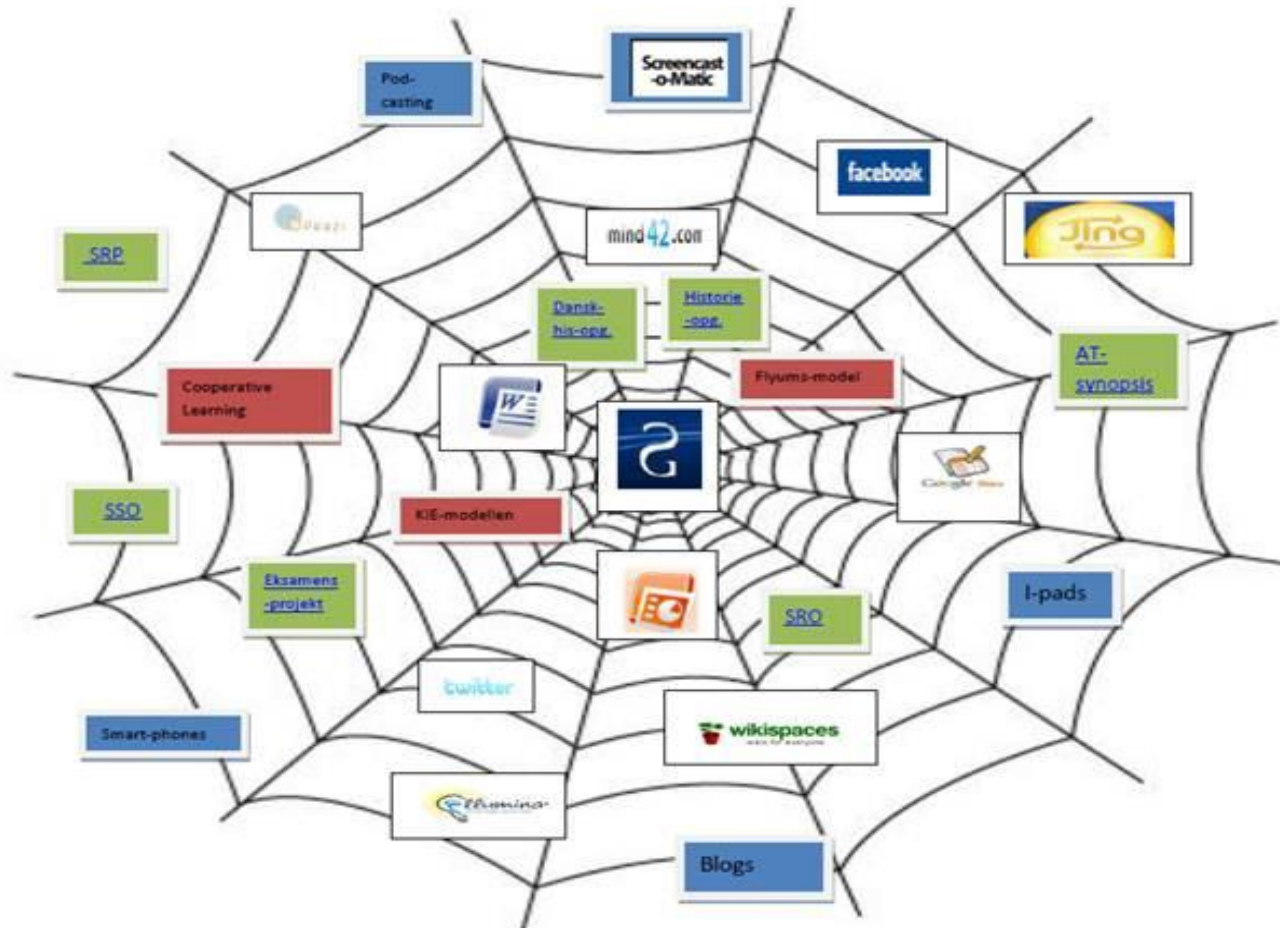 Screencast
-o-Matic
Pod-
casting
facebook
Jing
mind42.com
SRP
Dansk-
his-opg.
Historie
-opg.
AT-
synopsis
Cooperative
Learning
W
Flyums-model
Google
SSO
KIE-modellen
Eksamens
-projekt
SRO
I-pads
twitter
Smart-phones
wikispaces
Blogs